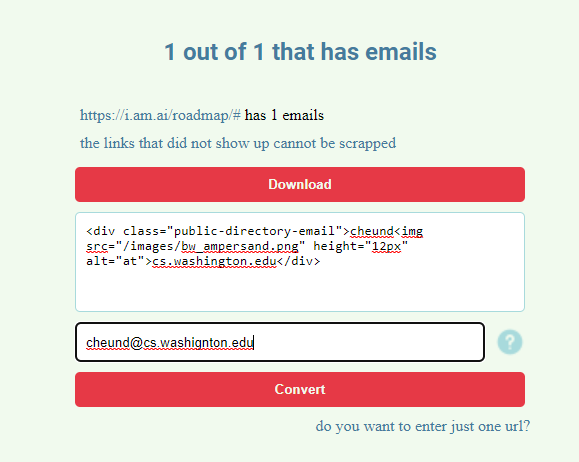 1 out of 1 that has emails
https://i.am.ai/roadmap/# has 1 emails
the links that did not show up cannot be scrapped
Download
<div class="public-directory-email">cheund<img
src="/images/bw_ampersand.png" height="12px"
alt="at">cs.washington.edu</div>
cheund@cs.washignton.edu
?
Convert
do you want to enter just one url?